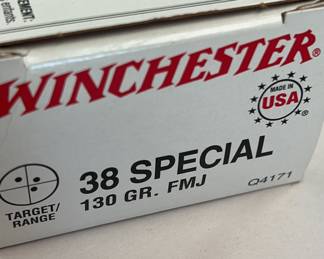 WINCHESTER®
MADE IN
USA
38 SPECIAL
130 GR. FMJ
Q4171
TARGET/
RANGE